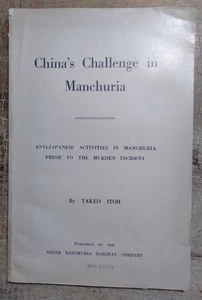 China's Challenge in
Manchuria
ANTI-JAPANESE ACTIVITIES IN MANCHURIA
PRIOR TO THE MUKDEN INCIDENT
By TAKEO ITOH
PUBLISHED BY THE
SOUTH MANCHURIA RAILWAY COMPANY